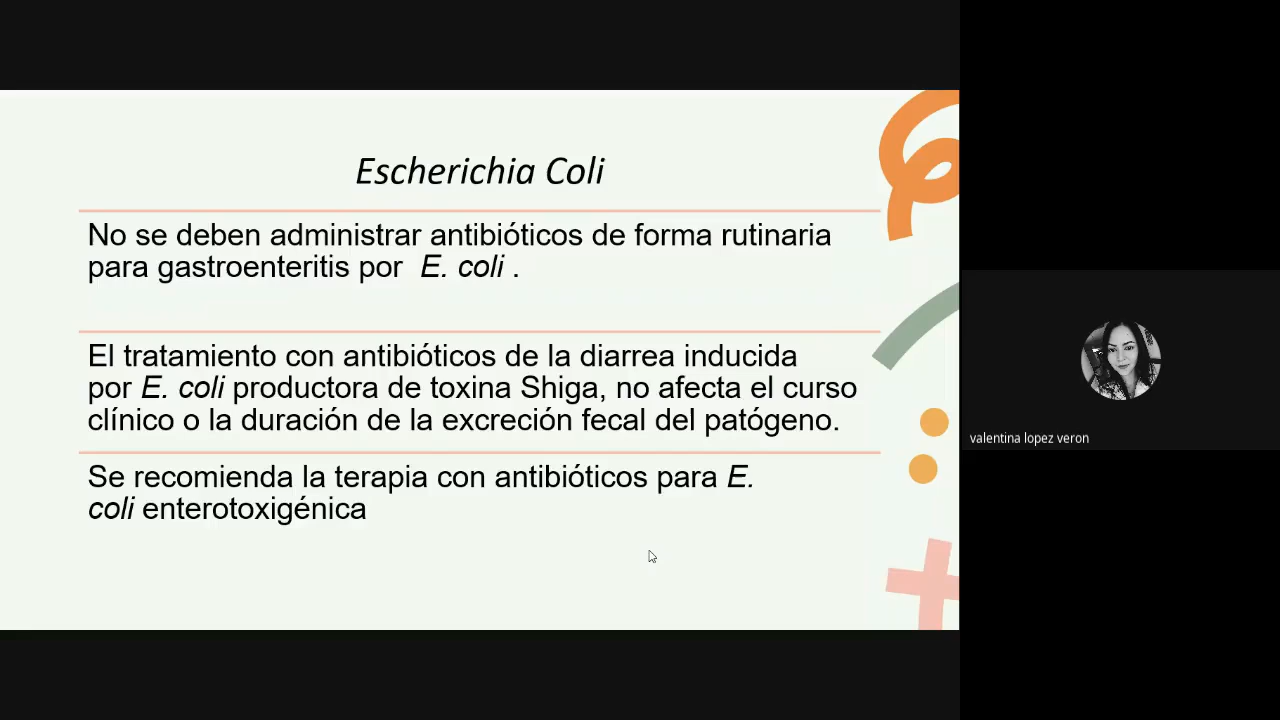 Escherichia Coli
No se deben administrar antibióticos de forma rutinaria
para gastroenteritis por E. coli .
El tratamiento con antibióticos de la diarrea inducida
por E. coli productora de toxina Shiga, no afecta el curso
clínico o la duración de la excreción fecal del patógeno.
Se recomienda la terapia con antibióticos para E.
coli enterotoxigénica
valentina lopez veron